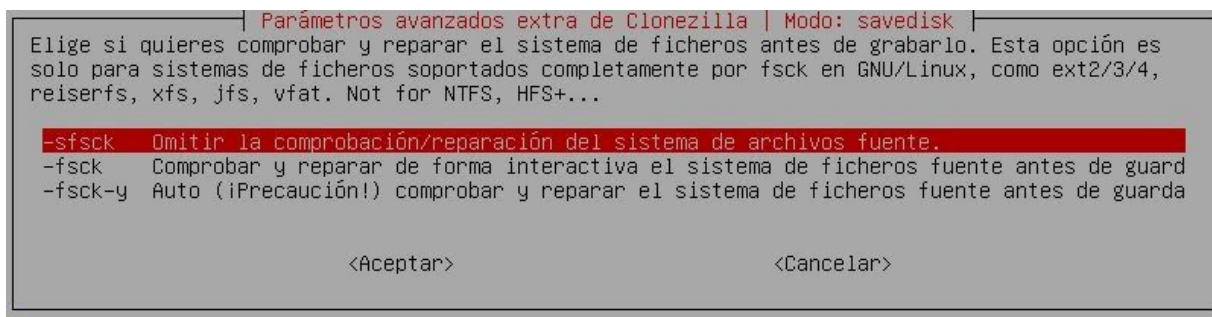 Parámetros avanzados extra de Clonezilla | Modo: savedisk
Elige si quieres comprobar y reparar el sistema de ficheros antes de grabarlo. Esta opción es
solo para sistemas de ficheros soportados completamente por fsck en GNU/Linux, como ext2/3/4,
reiserfs, xfs, jfs, vfat. Not for NTFS, HFS+...
-sfsck Omitir la comprobación/reparación del sistema de archivos fuente.
-fsck Comprobar y reparar de forma interactiva el sistema de ficheros fuente antes de guard
-fsck-y Auto (¡Precaución!) comprobar y reparar el sistema de ficheros fuente antes de guarda
<Aceptar> <Cancelar>